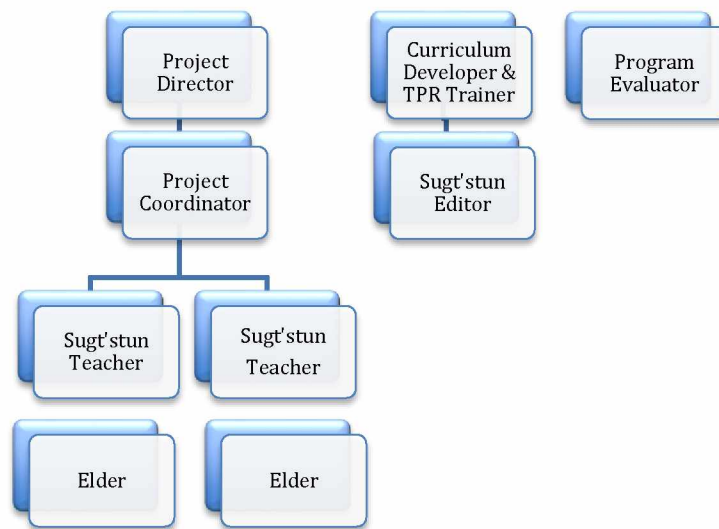 Project
Director
Curriculum
Developer &
TPR Trainer
Program
Evaluator
Project
Coordinator
Sugt'stun
Editor
Sugt'stun
Teacher
Sugt'stun
Teacher
Elder
Elder